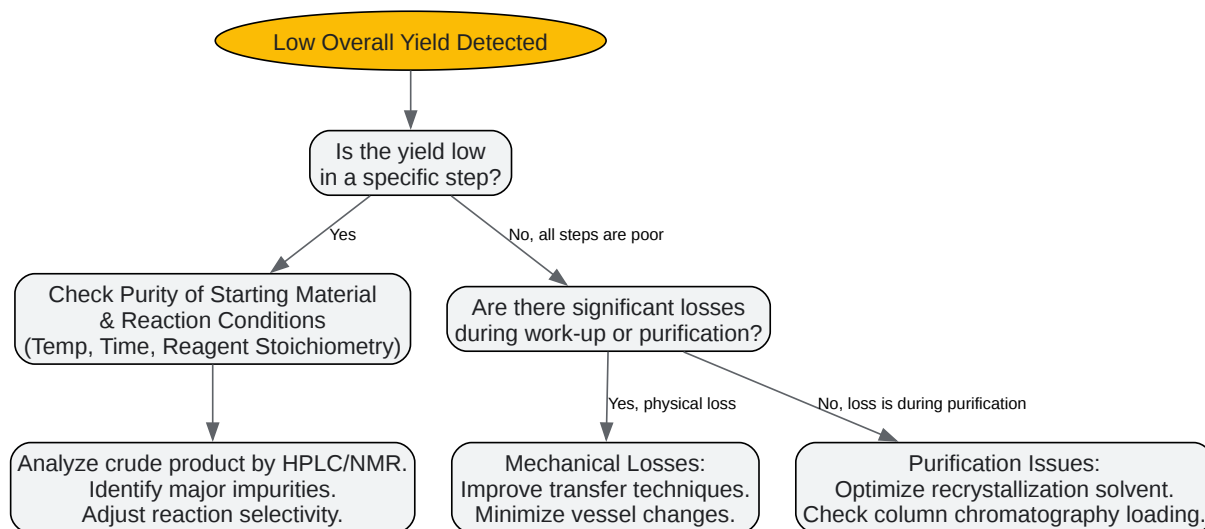 Low Overall Yield Detected
Is the yield low
in a specific step?
Yes
No, all steps are poor
Check Purity of Starting Material
& Reaction Conditions
(Temp, Time, Reagent Stoichiometry)
Are there significant losses
during work-up or purification?
Yes, physical loss
No, loss is during purification
Analyze crude product by HPLC/NMR.
Identify major impurities.
Adjust reaction selectivity.
Mechanical Losses:
Improve transfer techniques.
Minimize vessel changes.
Purification Issues:
Optimize recrystallization solvent.
Check column chromatography loading.